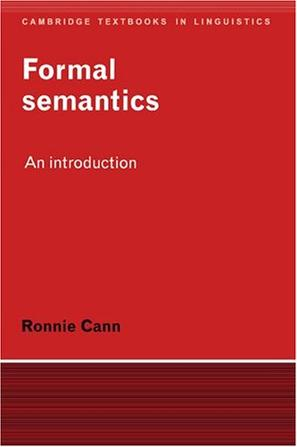 CAMBRIDGE TEXTBOOKS IN LINGUISTICS
Formal
semantics
An introduction
Ronnie Cann